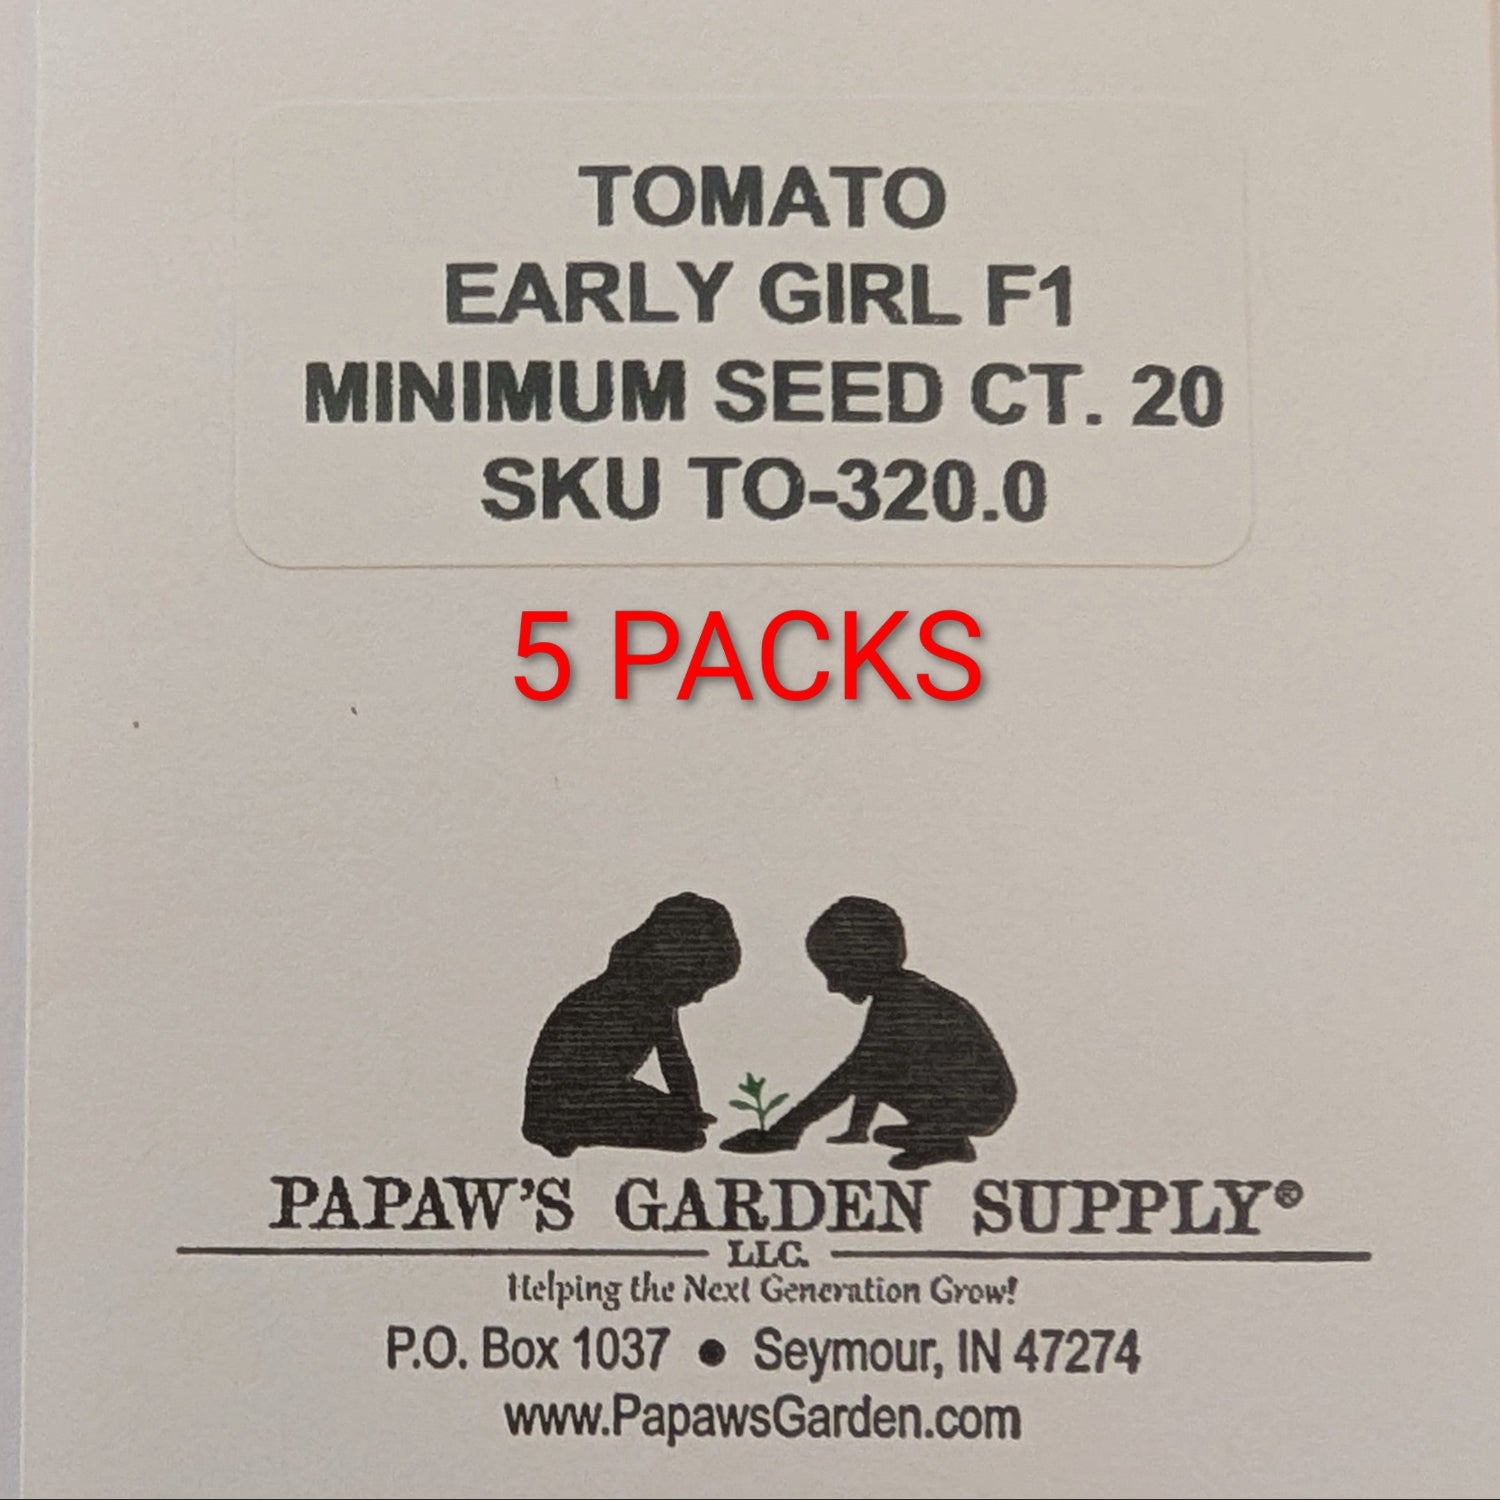 TOMATO
EARLY GIRL F1
MINIMUM SEED CT. 20
SKU TO-320.0
5 PACKS
PAPAW'S GARDEN SUPPLY®
LLC.
Helping the Next Generation Grow!
P.O. Box 1037 ● Seymour, IN 47274
www.PapawsGarden.com